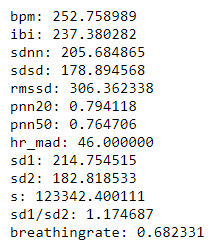 bpm: 252.758989
ibi: 237.380282
sdnn: 205.684865
sdsd: 178.894568
rmssd: 306.362338
pnn20: 0.794118
pnn50: 0.764706
hr_mad: 46.000000
sd1: 214.754515
sd2: 182.818533
s: 123342.400111
sd1/sd2: 1.174687
breathingrate: 0.682331